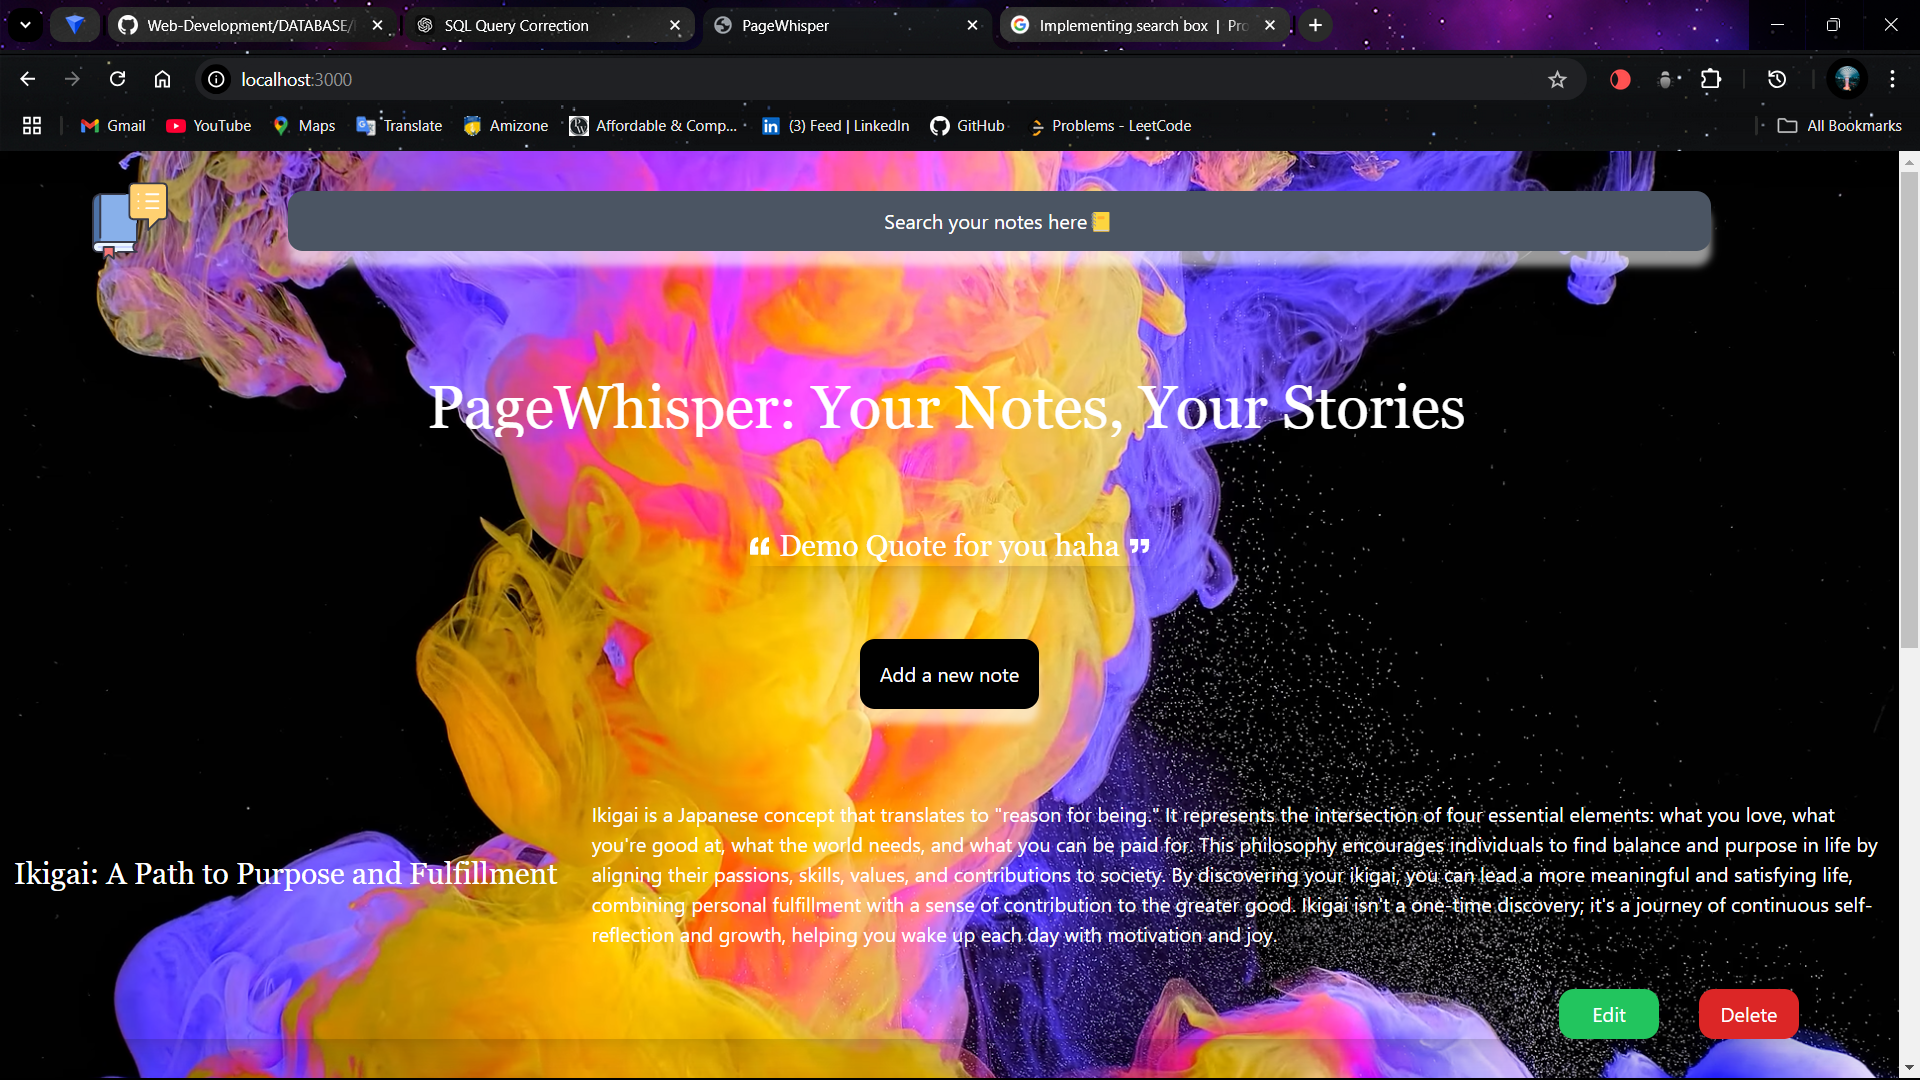 Web-Development/DATABASE/
SQL Query Correction
PageWhisper
Implementing search box | Pro
localhost:3000
Gmail
YouTube
Maps
Translate
Amizone
Affordable & Comp...
(3) Feed | LinkedIn
GitHub
Problems - LeetCode
All Bookmarks
Search your notes here📒
PageWhisper: Your Notes, Your Stories
❝ Demo Quote for you haha ❞
Add a new note
Ikigai: A Path to Purpose and Fulfillment
Ikigai is a Japanese concept that translates to "reason for being." It represents the intersection of four essential elements: what you love, what
you're good at, what the world needs, and what you can be paid for. This philosophy encourages individuals to find balance and purpose in life by
aligning their passions, skills, values, and contributions to society. By discovering your ikigai, you can lead a more meaningful and satisfying life,
combining personal fulfillment with a sense of contribution to the greater good. Ikigai isn't a one-time discovery; it's a journey of continuous self-
reflection and growth, helping you wake up each day with motivation and joy.
Edit
Delete